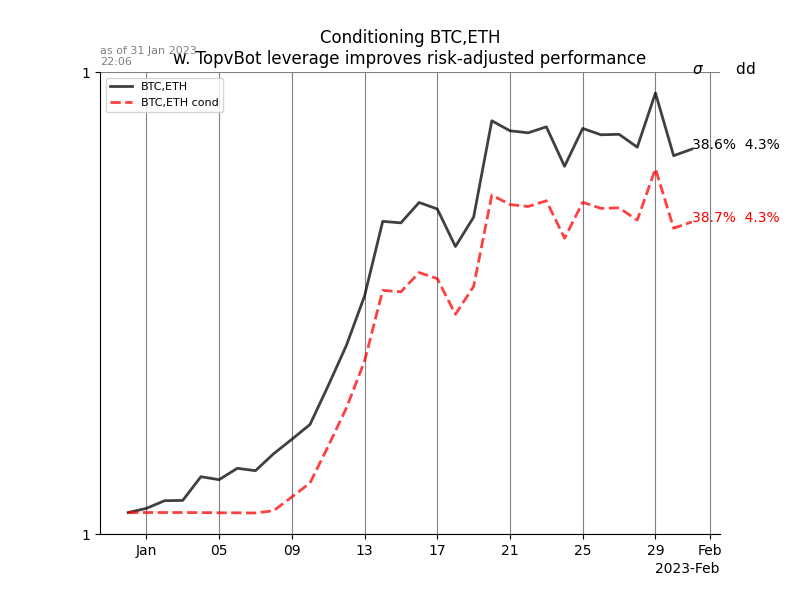 Conditioning BTC,ETH
w. TopvBot leverage improves risk-adjusted performance
as of 31 Jan 2023
22:06
σ dd
1
BTC,ETH
BTC,ETH cond
38.6% 4.3%
38.7% 4.3%
1
Jan 05 09 13 17 21 25 29 Feb
2023-Feb